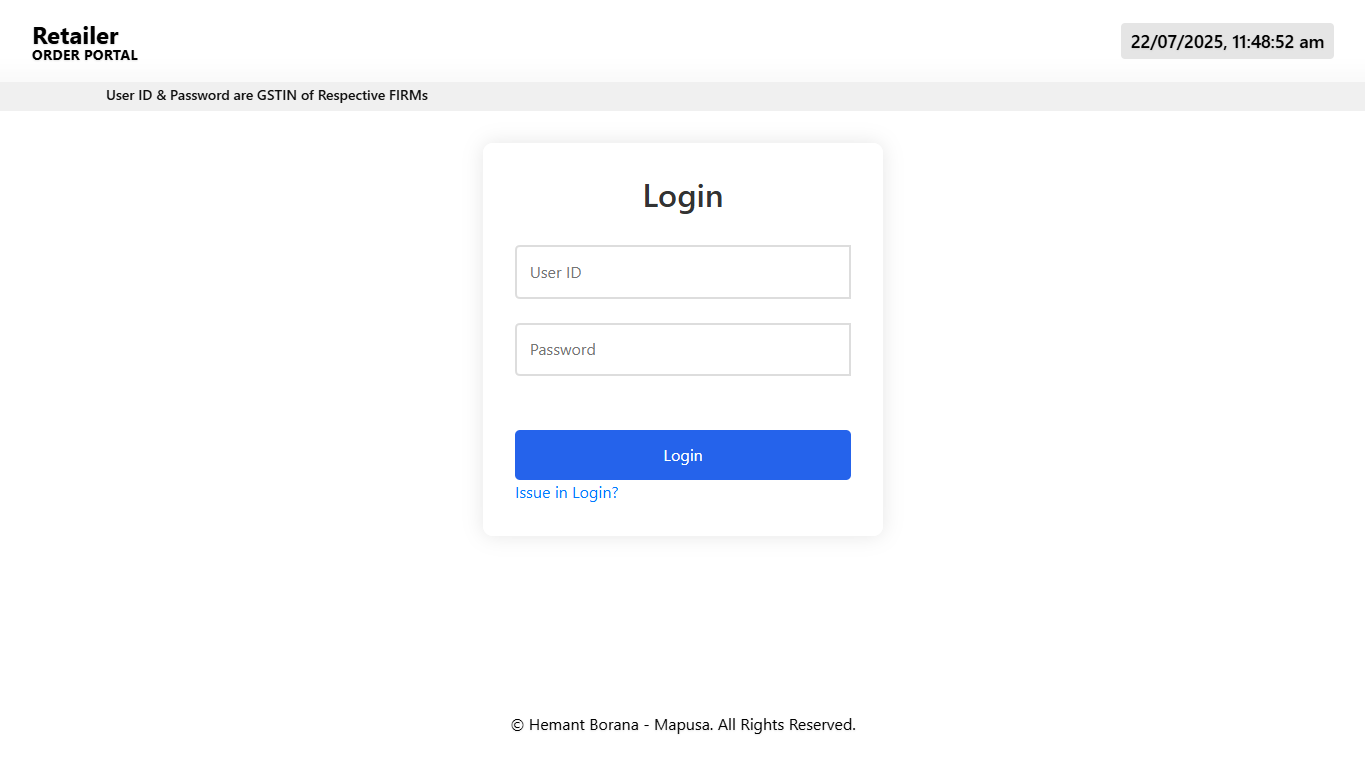 Retailer
ORDER PORTAL
22/07/2025, 11:48:52 am
User ID & Password are GSTIN of Respective FIRMs
Login
User ID
Password
Login
Issue in Login?
© Hemant Borana - Mapusa. All Rights Reserved.